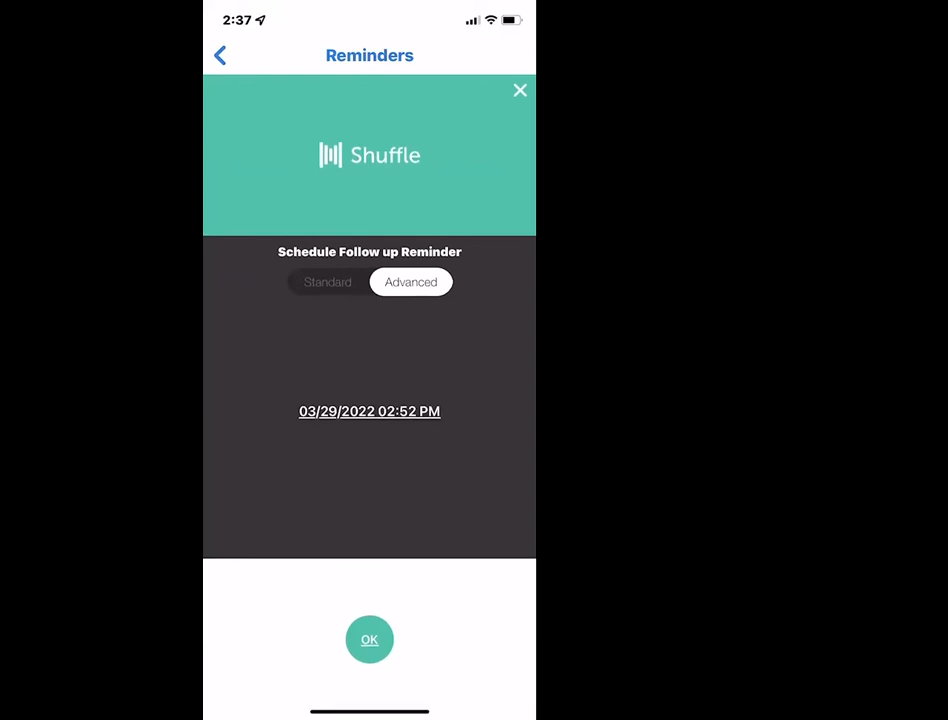 2:37
Reminders
Shuffle
Schedule Follow up Reminder
Standard Advanced
03/29/2022 02:52 PM
OK